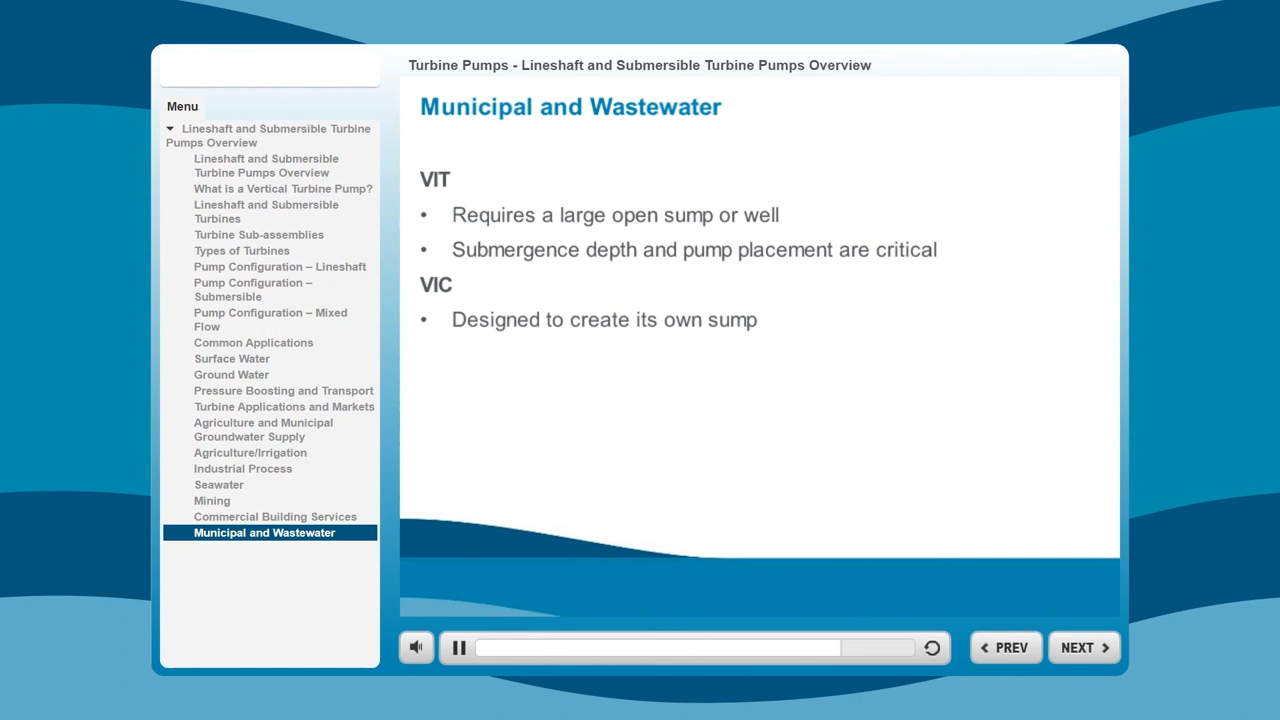 Turbine Pumps - Lineshaft and Submersible Turbine Pumps Overview
Menu
Lineshaft and Submersible Turbine
Pumps Overview
Lineshaft and Submersible
Turbine Pumps Overview
What is a Vertical Turbine Pump?
Lineshaft and Submersible
Turbines
Turbine Sub-assemblies
Types of Turbines
Pump Configuration – Lineshaft
Pump Configuration –
Submersible
Pump Configuration – Mixed
Flow
Common Applications
Surface Water
Ground Water
Pressure Boosting and Transport
Turbine Applications and Markets
Agriculture and Municipal
Groundwater Supply
Agriculture/Irrigation
Industrial Process
Seawater
Mining
Commercial Building Services
Municipal and Wastewater
Municipal and Wastewater
VIT
• Requires a large open sump or well
• Submergence depth and pump placement are critical
VIC
• Designed to create its own sump
PREV
NEXT